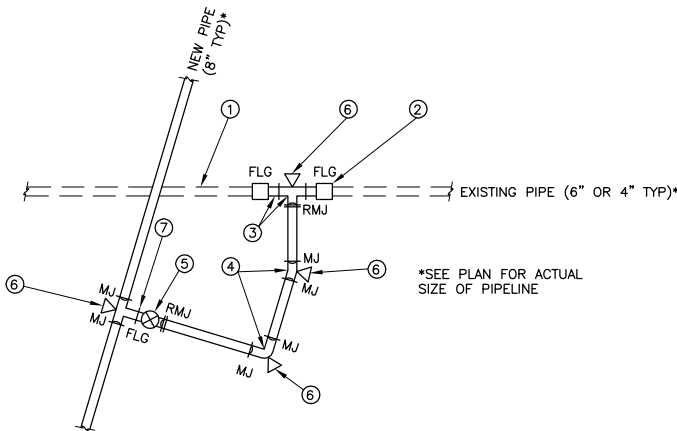 NEW PIPE
(8" TYP)*
1
6
2
FLG
FLG
EXISTING PIPE (6" OR 4" TYP)*
3
RMJ
4
MJ
MJ
6
*SEE PLAN FOR ACTUAL
SIZE OF PIPELINE
7
5
6
MJ
MJ
FLG
RMJ
MJ
MJ
6